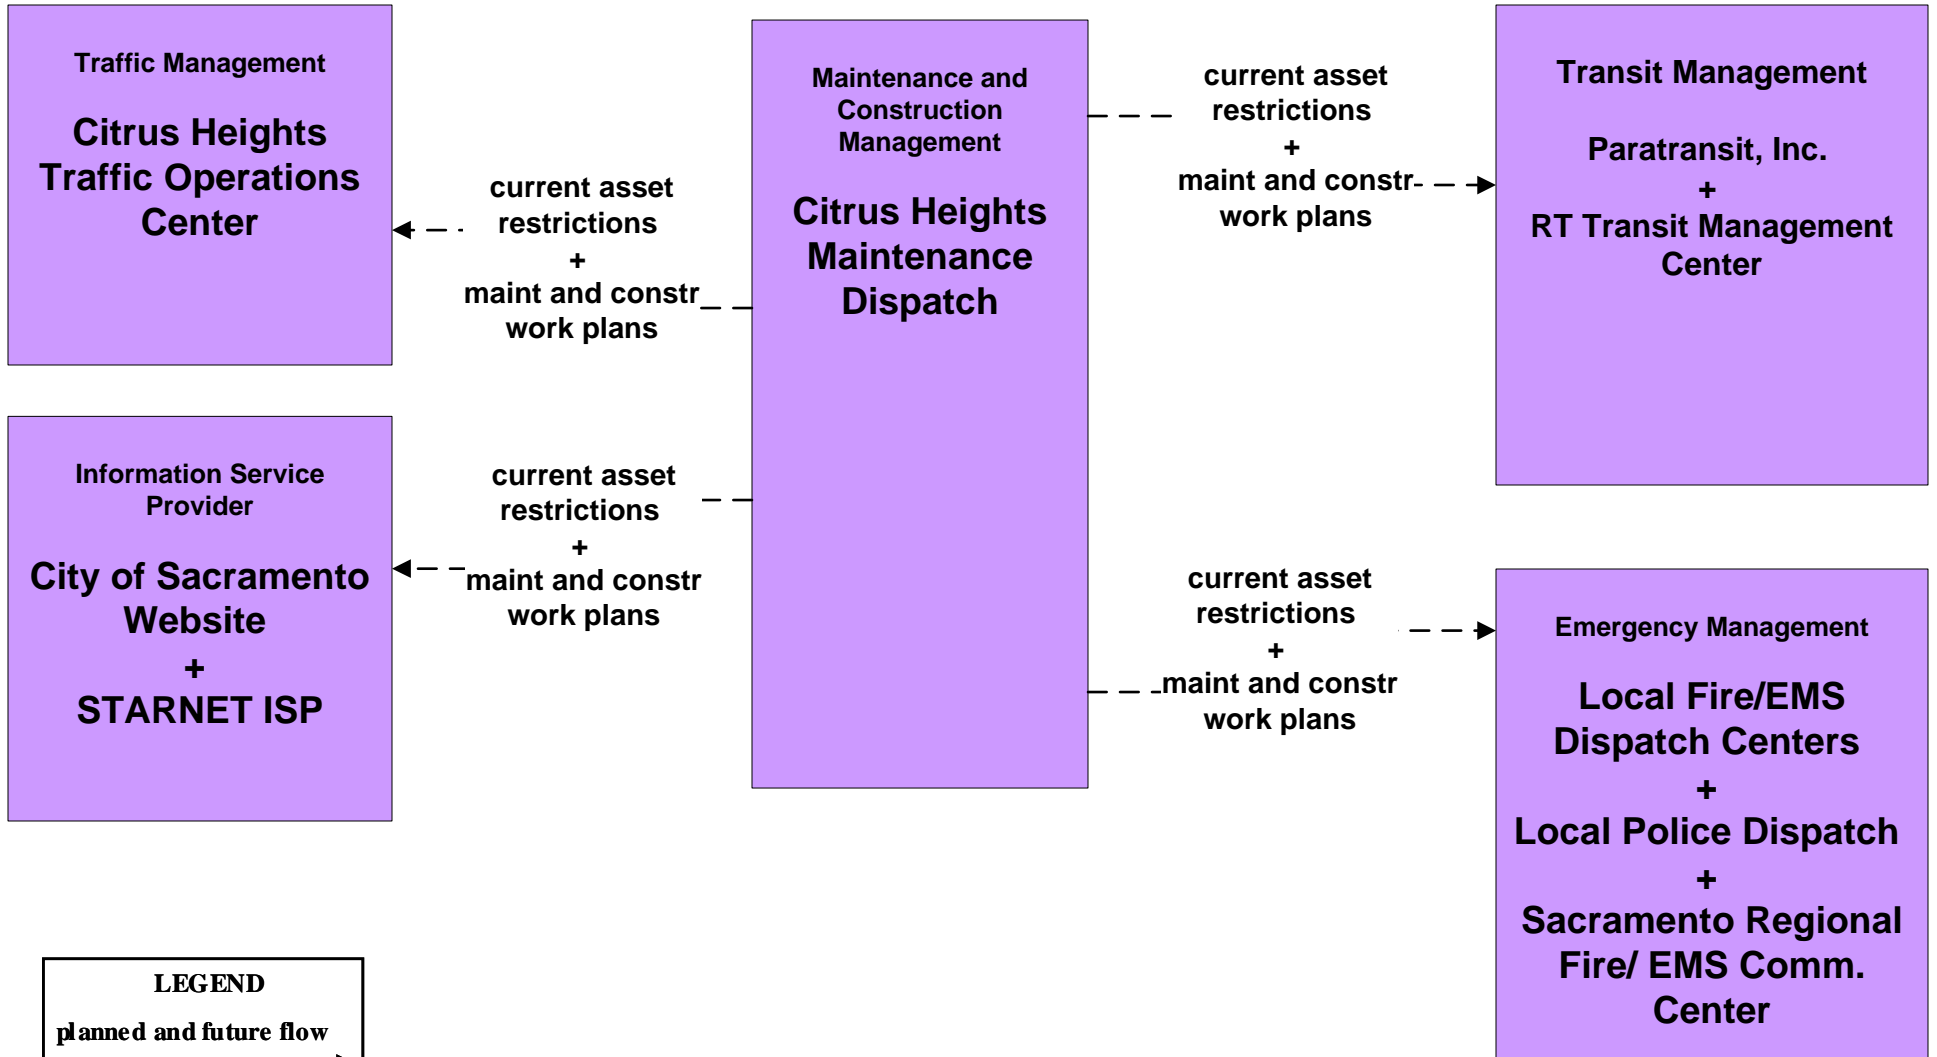 Traffic Management
Citrus Heights
Traffic Operations
Center
current asset
restrictions
+
maint and constr
work plans
Maintenance and
Construction
Management
Citrus Heights
Maintenance
Dispatch
current asset
restrictions
+
maint and constr
work plans
Transit Management
Paratransit, Inc.
+
RT Transit Management
Center
Information Service
Provider
City of Sacramento
Website
+
STARNET ISP
current asset
restrictions
+
maint and constr
work plans
current asset
restrictions
+
maint and constr
work plans
Emergency Management
Local Fire/EMS
Dispatch Centers
+
Local Police Dispatch
+
Sacramento Regional
Fire/ EMS Comm.
Center
LEGEND
planned and future flow